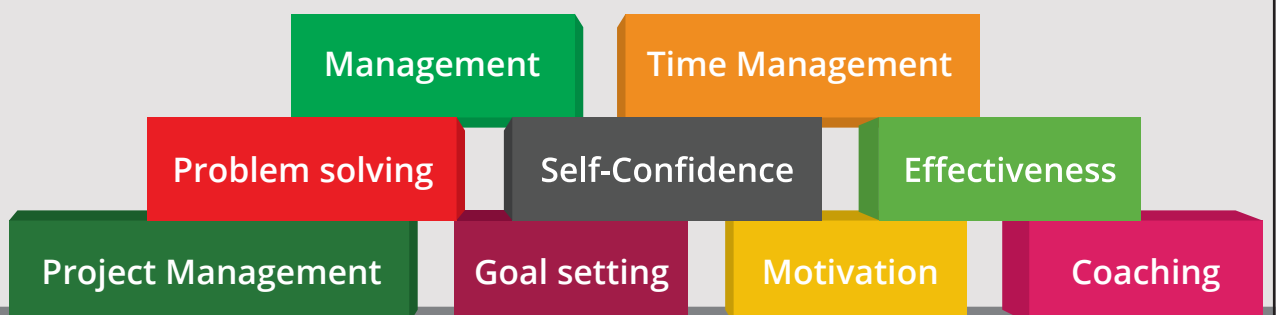 Management Time Management
Problem solving Self-Confidence Effectiveness
Project Management Goal setting Motivation Coaching